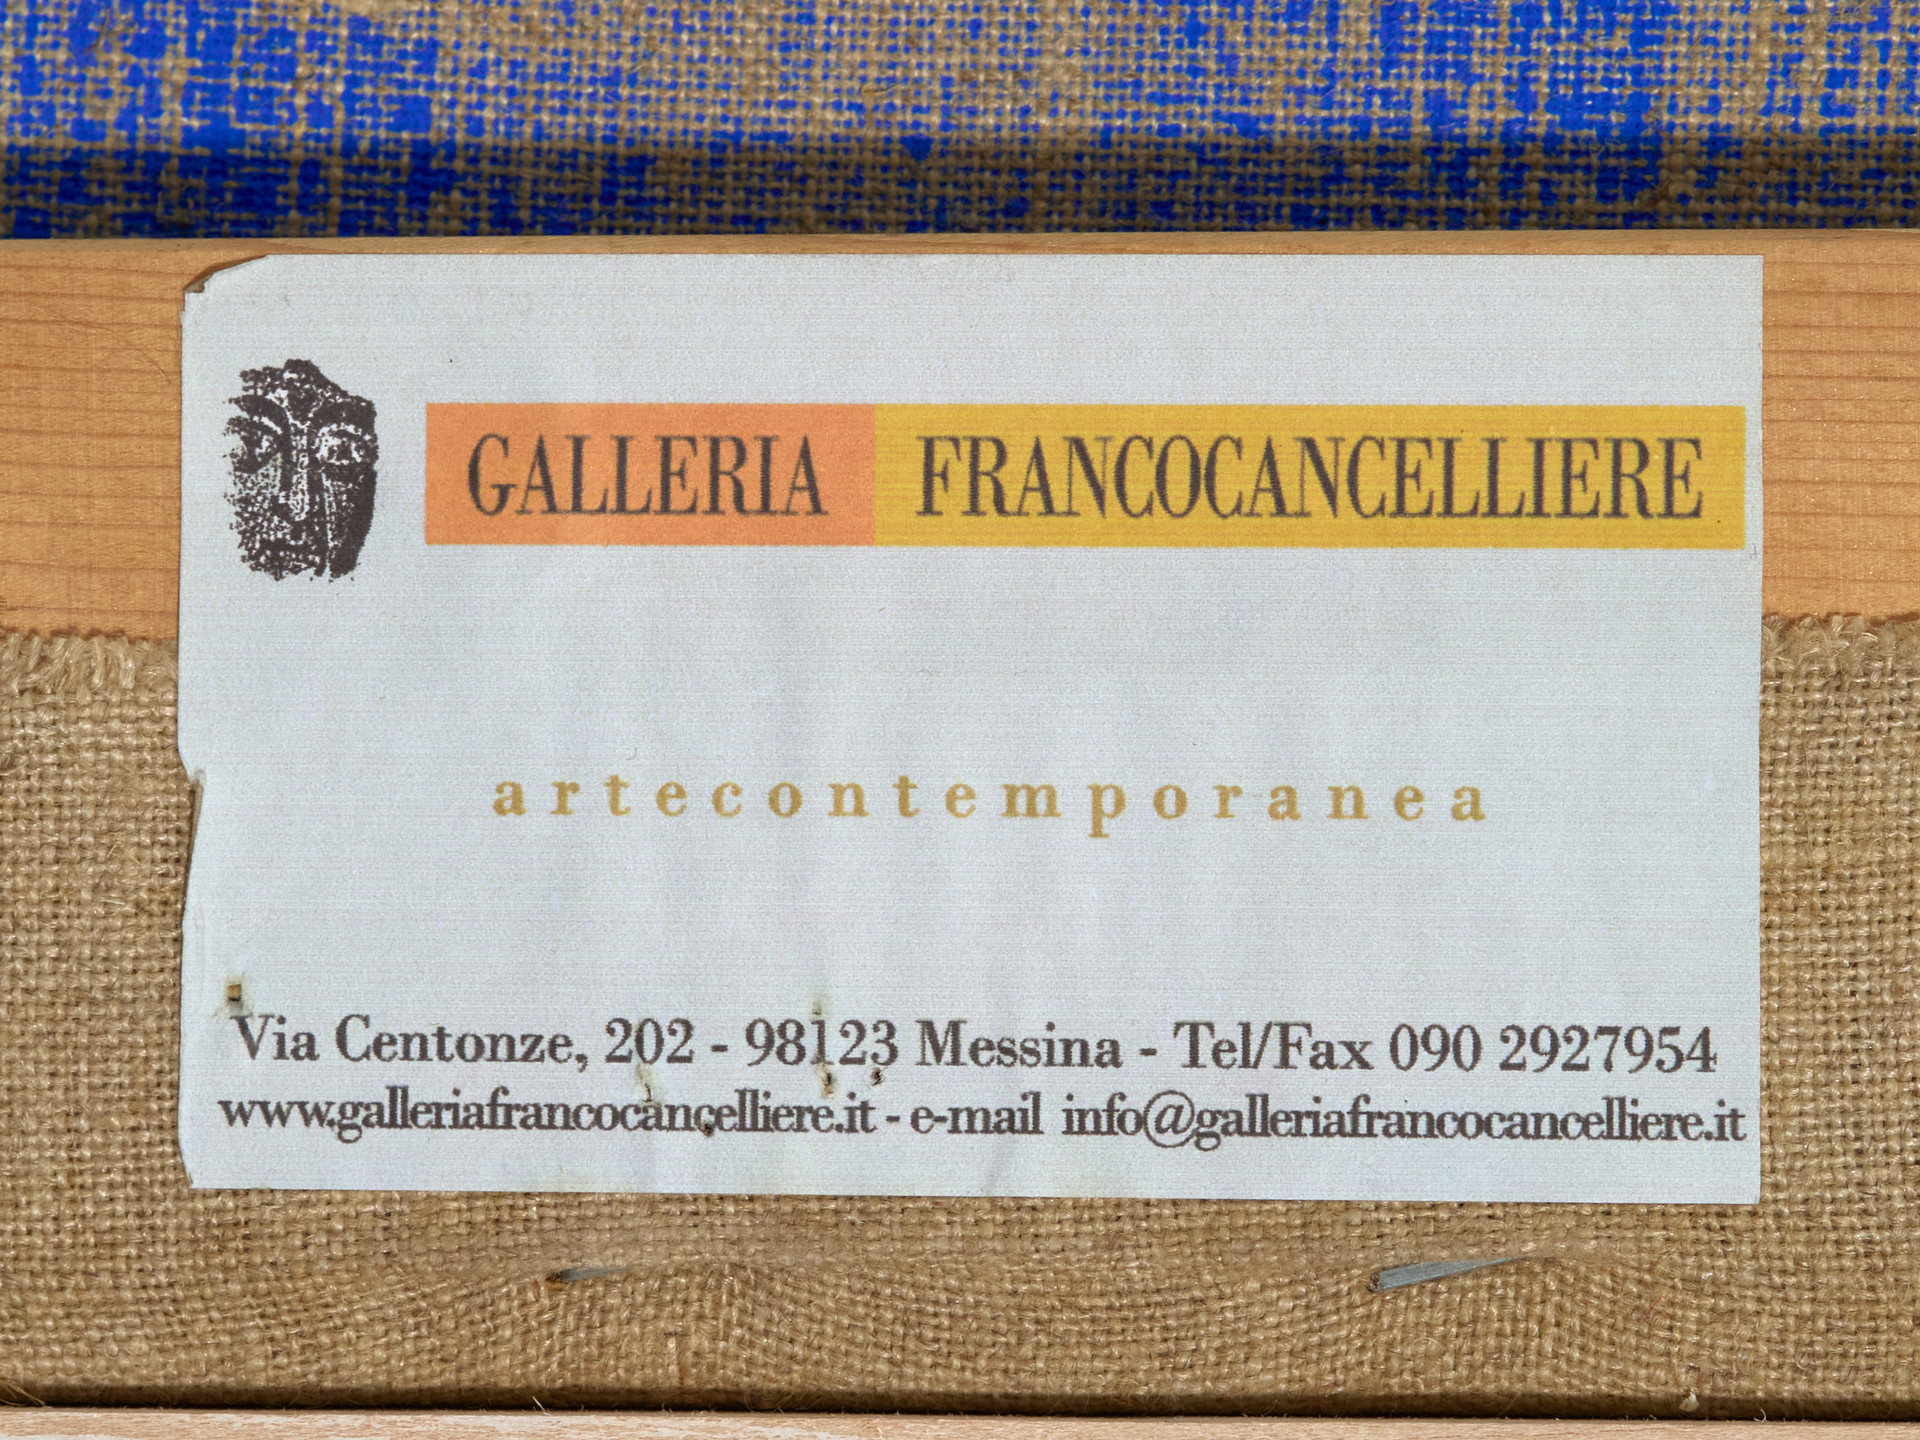 GALLERIA FRANCOCANCELLIERE
artecontemporanea
Via Centonze, 202 - 98123 Messina - Tel/Fax 090 2927954
www.galleriafrancocancelliere.it - e-mail info@galleriafrancocancelliere.it